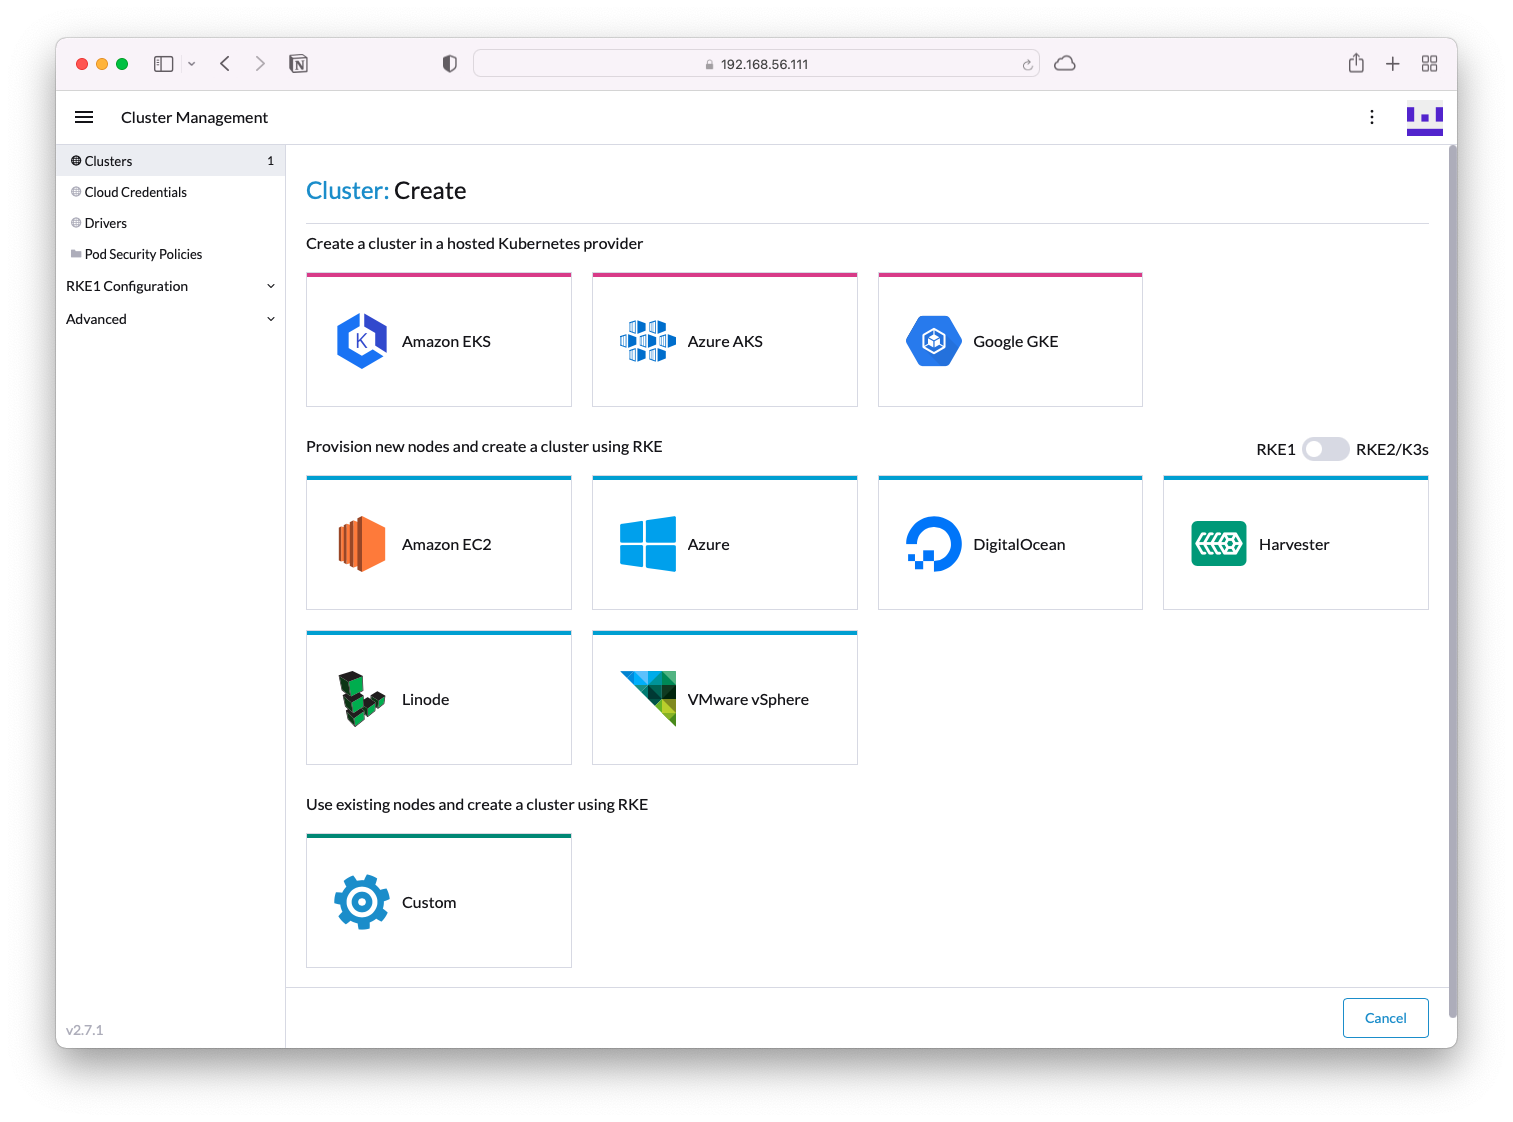 192.168.56.111
Cluster Management
Clusters 1
Cloud Credentials
Drivers
Pod Security Policies
RKE1 Configuration
Advanced
v2.7.1
Cluster: Create
Create a cluster in a hosted Kubernetes provider
K
Amazon EKS
Azure AKS
Google GKE
Provision new nodes and create a cluster using RKE
RKE1 RKE2/K3s
Amazon EC2
Azure
DigitalOcean
Harvester
Linode
VMware vSphere
Use existing nodes and create a cluster using RKE
Custom
Cancel